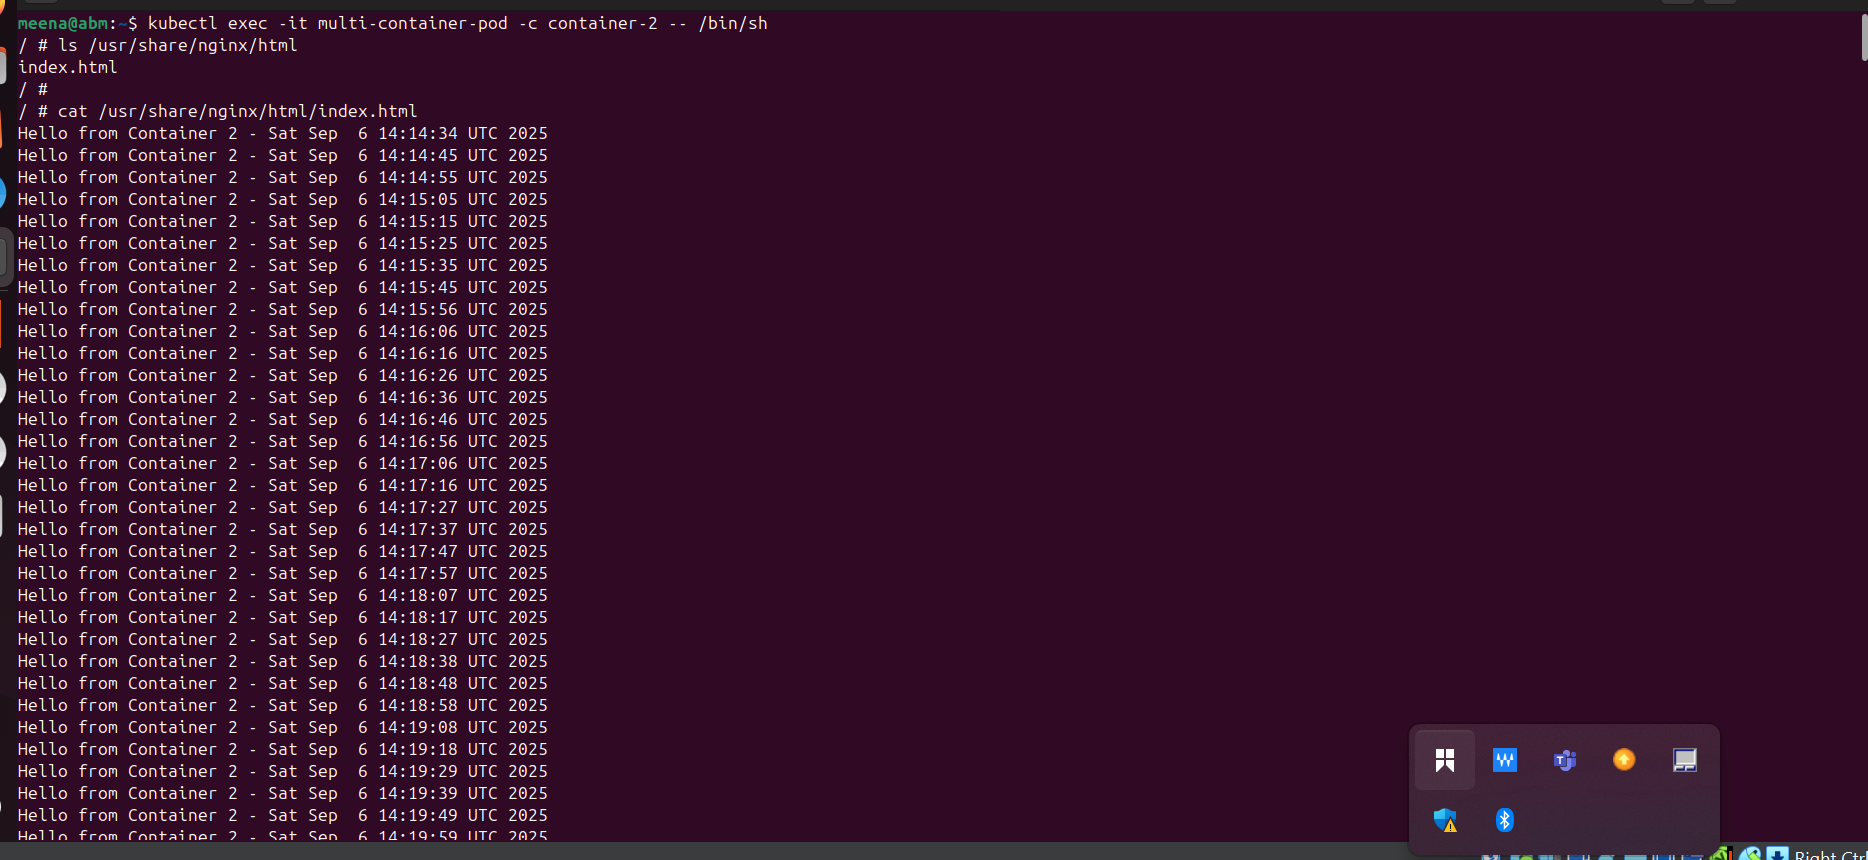 meena@abm:~$ kubectl exec -it multi-container-pod -c container-2 -- /bin/sh
/ # ls /usr/share/nginx/html
index.html
/ #
/ # cat /usr/share/nginx/html/index.html
Hello from Container 2 - Sat Sep  6 14:14:34 UTC 2025
Hello from Container 2 - Sat Sep  6 14:14:45 UTC 2025
Hello from Container 2 - Sat Sep  6 14:14:55 UTC 2025
Hello from Container 2 - Sat Sep  6 14:15:05 UTC 2025
Hello from Container 2 - Sat Sep  6 14:15:15 UTC 2025
Hello from Container 2 - Sat Sep  6 14:15:25 UTC 2025
Hello from Container 2 - Sat Sep  6 14:15:35 UTC 2025
Hello from Container 2 - Sat Sep  6 14:15:45 UTC 2025
Hello from Container 2 - Sat Sep  6 14:15:56 UTC 2025
Hello from Container 2 - Sat Sep  6 14:16:06 UTC 2025
Hello from Container 2 - Sat Sep  6 14:16:16 UTC 2025
Hello from Container 2 - Sat Sep  6 14:16:26 UTC 2025
Hello from Container 2 - Sat Sep  6 14:16:36 UTC 2025
Hello from Container 2 - Sat Sep  6 14:16:46 UTC 2025
Hello from Container 2 - Sat Sep  6 14:16:56 UTC 2025
Hello from Container 2 - Sat Sep  6 14:17:06 UTC 2025
Hello from Container 2 - Sat Sep  6 14:17:16 UTC 2025
Hello from Container 2 - Sat Sep  6 14:17:27 UTC 2025
Hello from Container 2 - Sat Sep  6 14:17:37 UTC 2025
Hello from Container 2 - Sat Sep  6 14:17:47 UTC 2025
Hello from Container 2 - Sat Sep  6 14:17:57 UTC 2025
Hello from Container 2 - Sat Sep  6 14:18:07 UTC 2025
Hello from Container 2 - Sat Sep  6 14:18:17 UTC 2025
Hello from Container 2 - Sat Sep  6 14:18:27 UTC 2025
Hello from Container 2 - Sat Sep  6 14:18:38 UTC 2025
Hello from Container 2 - Sat Sep  6 14:18:48 UTC 2025
Hello from Container 2 - Sat Sep  6 14:18:58 UTC 2025
Hello from Container 2 - Sat Sep  6 14:19:08 UTC 2025
Hello from Container 2 - Sat Sep  6 14:19:18 UTC 2025
Hello from Container 2 - Sat Sep  6 14:19:29 UTC 2025
Hello from Container 2 - Sat Sep  6 14:19:39 UTC 2025
Hello from Container 2 - Sat Sep  6 14:19:49 UTC 2025
Hello from Container 2 - Sat Sep  6 14:19:59 UTC 2025
Right Ctrl